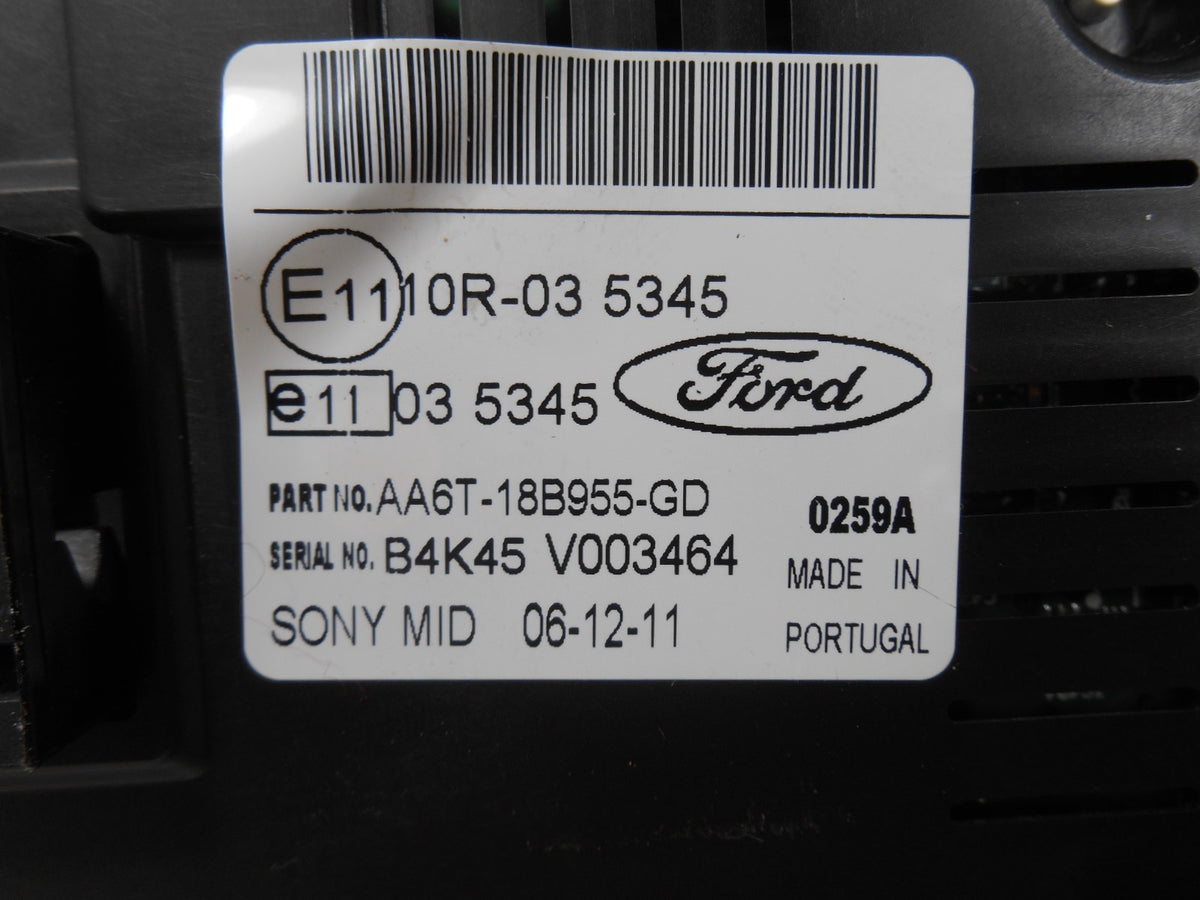 E11 10R-03 5345
e11 03 5345
Ford
PART NO. AA6T-18B955-GD
0259A
SERIAL NO. B4K45 V003464
MADE IN
SONY MID 06-12-11
PORTUGAL